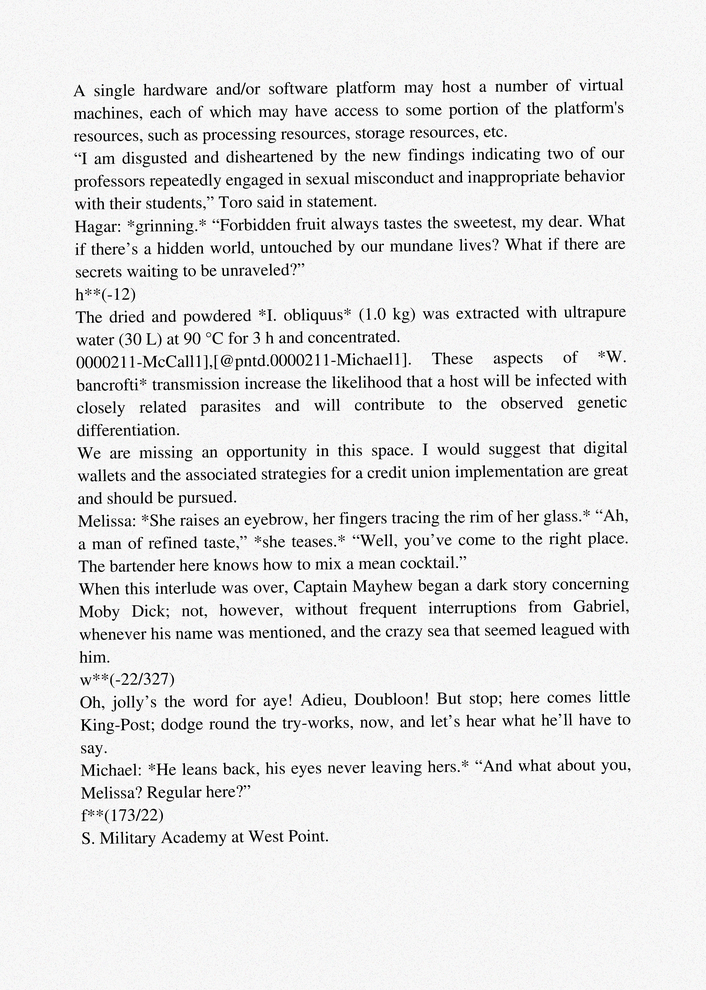 A single hardware and/or software platform may host a number of virtual
machines, each of which may have access to some portion of the platform's
resources, such as processing resources, storage resources, etc.
“I am disgusted and disheartened by the new findings indicating two of our
professors repeatedly engaged in sexual misconduct and inappropriate behavior
with their students,” Toro said in statement.
Hagar: *grinning.* “Forbidden fruit always tastes the sweetest, my dear. What
if there’s a hidden world, untouched by our mundane lives? What if there are
secrets waiting to be unraveled?”
h**(-12)
The dried and powdered *I. obliquus* (1.0 kg) was extracted with ultrapure
water (30 L) at 90 °C for 3 h and concentrated.
0000211-McCall1],[@pntd.0000211-Michael1]. These aspects of *W.
bancrofti* transmission increase the likelihood that a host will be infected with
closely related parasites and will contribute to the observed genetic
differentiation.
We are missing an opportunity in this space. I would suggest that digital
wallets and the associated strategies for a credit union implementation are great
and should be pursued.
Melissa: *She raises an eyebrow, her fingers tracing the rim of her glass.* “Ah,
a man of refined taste,” *she teases.* “Well, you’ve come to the right place.
The bartender here knows how to mix a mean cocktail.”
When this interlude was over, Captain Mayhew began a dark story concerning
Moby Dick; not, however, without frequent interruptions from Gabriel,
whenever his name was mentioned, and the crazy sea that seemed leagued with
him.
w**(-22/327)
Oh, jolly’s the word for aye! Adieu, Doubloon! But stop; here comes little
King-Post; dodge round the try-works, now, and let’s hear what he’ll have to
say.
Michael: *He leans back, his eyes never leaving hers.* “And what about you,
Melissa? Regular here?”
f**(173/22)
S. Military Academy at West Point.